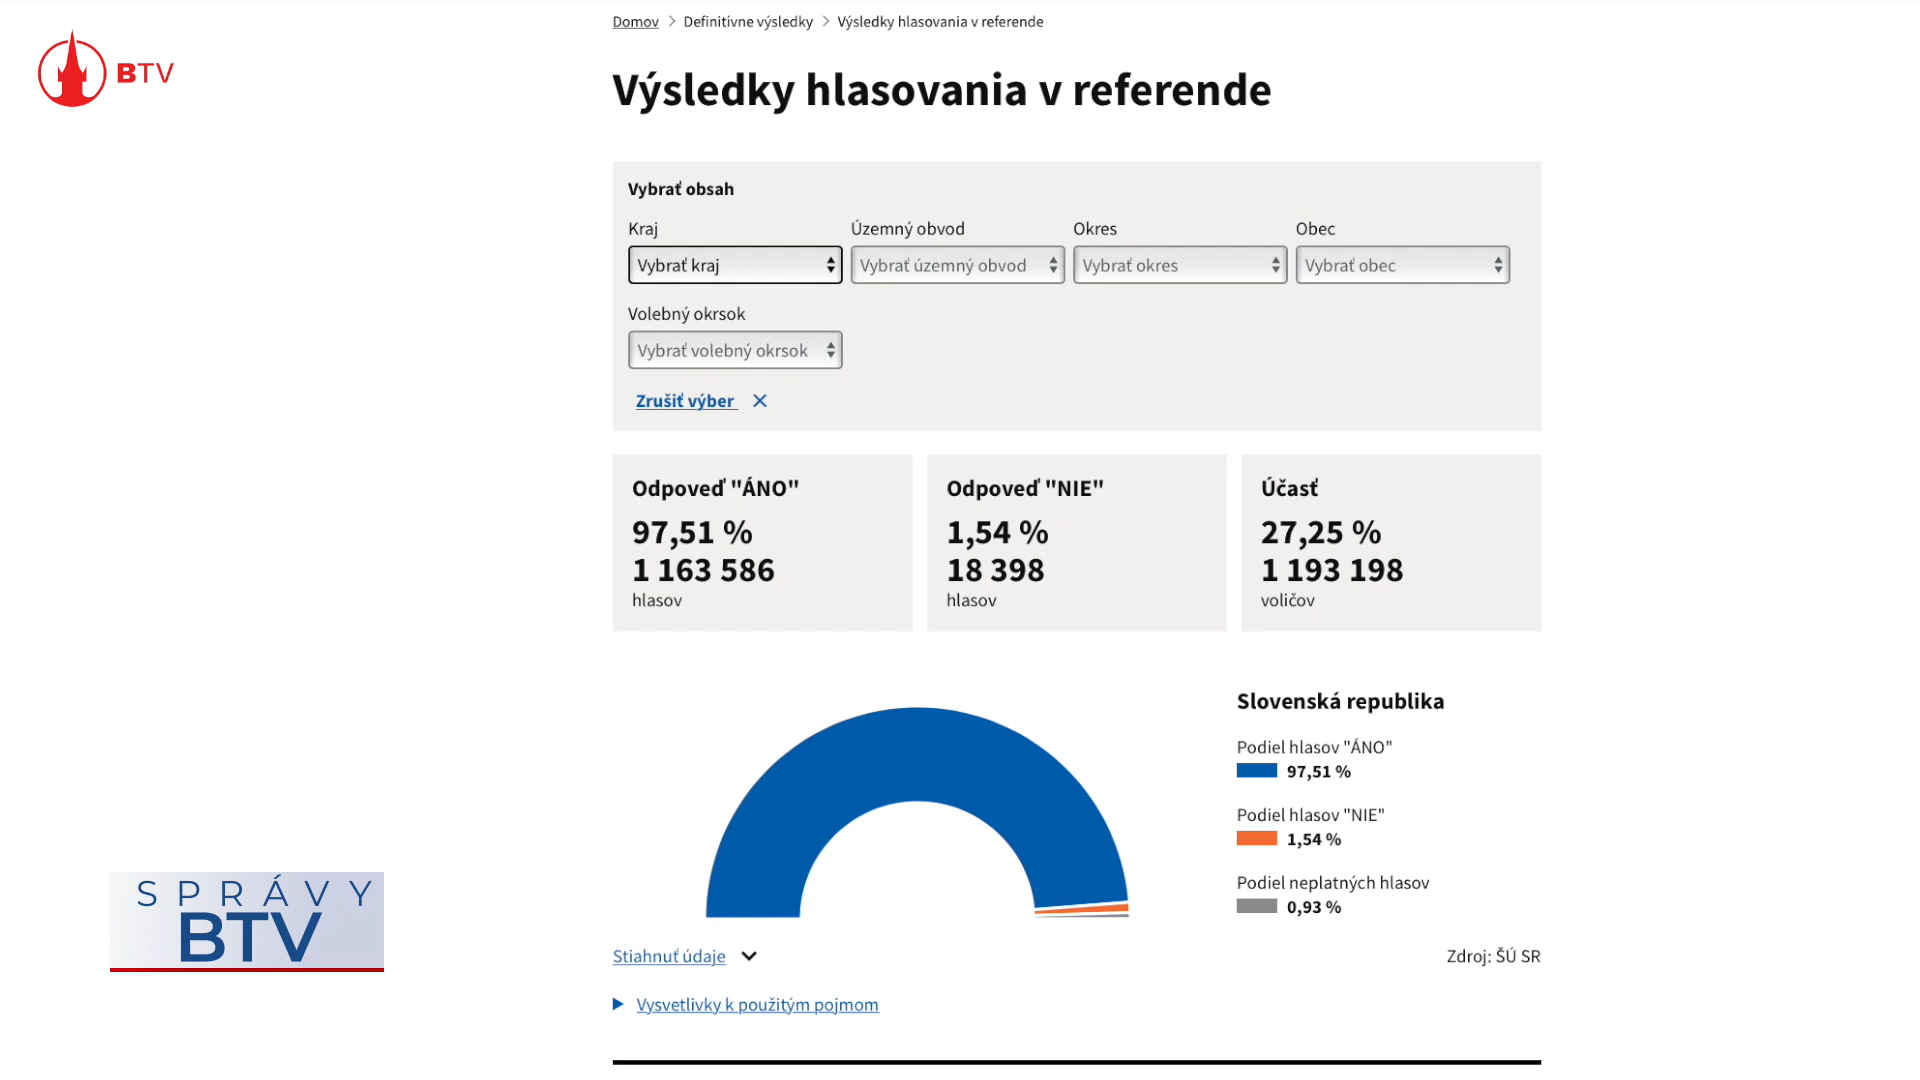 Domov > Definitívne výsledky > Výsledky hlasovania v referende
BTV
Výsledky hlasovania v referende
Vybrať obsah
Kraj Územný obvod Okres Obec
Vybrať kraj Vybrať územný obvod Vybrať okres Vybrať obec
Volebný okrsok
Vybrať volebný okrsok
Zrušiť výber
Odpoveď "ÁNO"
97,51 %
1 163 586
hlasov
Odpoveď "NIE"
1,54 %
18 398
hlasov
Účasť
27,25 %
1 193 198
voličov
Slovenská republika
Podiel hlasov "ÁNO"
97,51 %
Podiel hlasov "NIE"
1,54 %
Podiel neplatných hlasov
0,93 %
SPRÁVY
BTV
Stiahnuť údaje
Zdroj: ŠÚ SR
Vysvetlivky k použitým pojmom